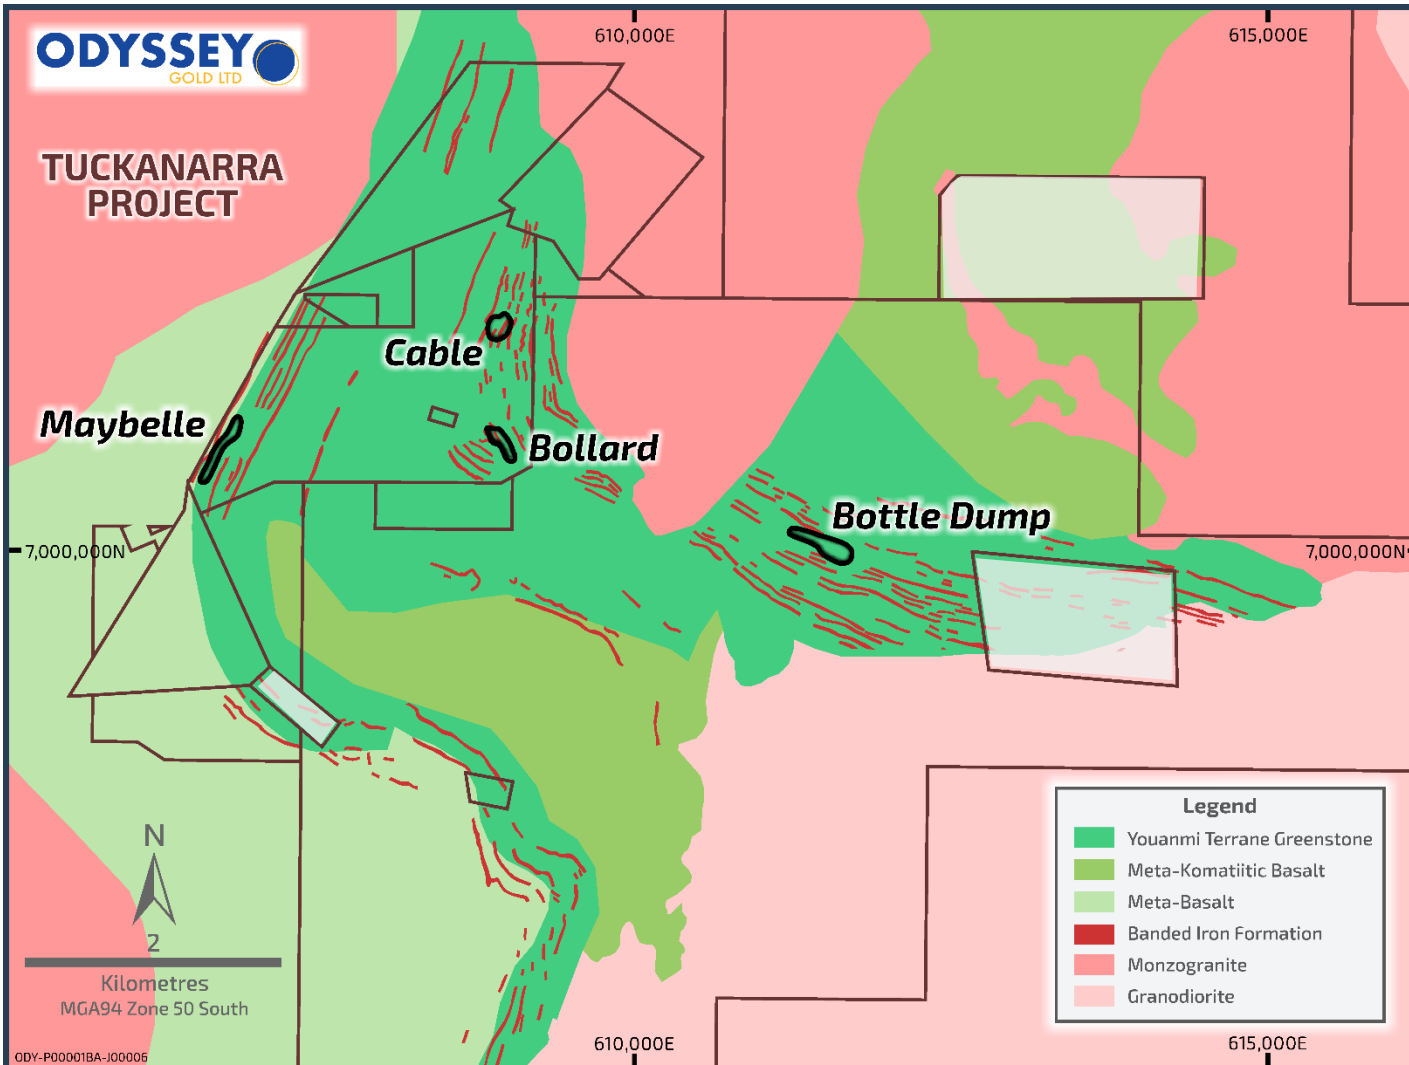 ODYSSEY
GOLD LTD
610,000E
615,000E
TUCKANARRA
PROJECT
Cable
Maybelle
Bollard
Bottle Dump
7,000,000N
7,000,000N
Legend
Youanmi Terrane Greenstone
Meta-Komatiitic Basalt
Meta-Basalt
Banded Iron Formation
Monzogranite
Granodiorite
N
2
Kilometres
MGA94 Zone 50 South
ODY-P00001BA-J00006
610,000E
615,000E